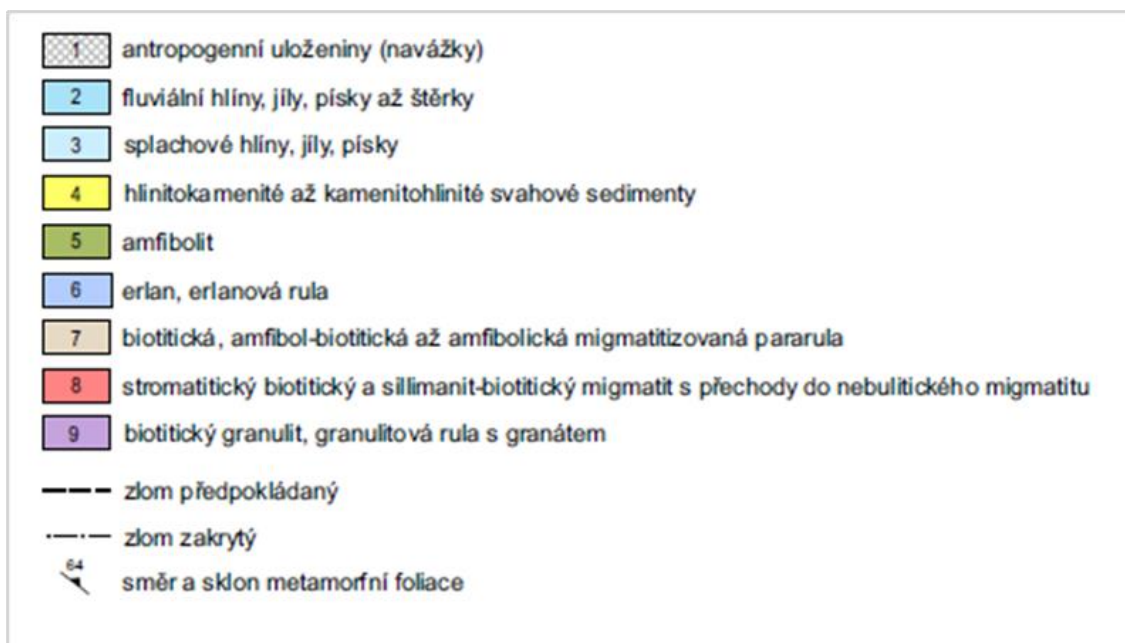 1 antropogenní uloženiny (navážky)
2 fluviální hlíny, jíly, písky až štěrky
3 splachové hlíny, jíly, písky
4 hlinitokamenité až kamenitohlinité svahové sedimenty
5 amfibolit
6 erlan, erlanová rula
7 biotitická, amfibol-biotitická až amfibolická migmatitizovaná pararula
8 stromatitický biotitický a sillimanit-biotitický migmatit s přechody do nebulitického migmatitu
9 biotitický granulit, granulitová rula s granátem
zlom předpokládaný
zlom zakrytý
64 směr a sklon metamorfní foliace